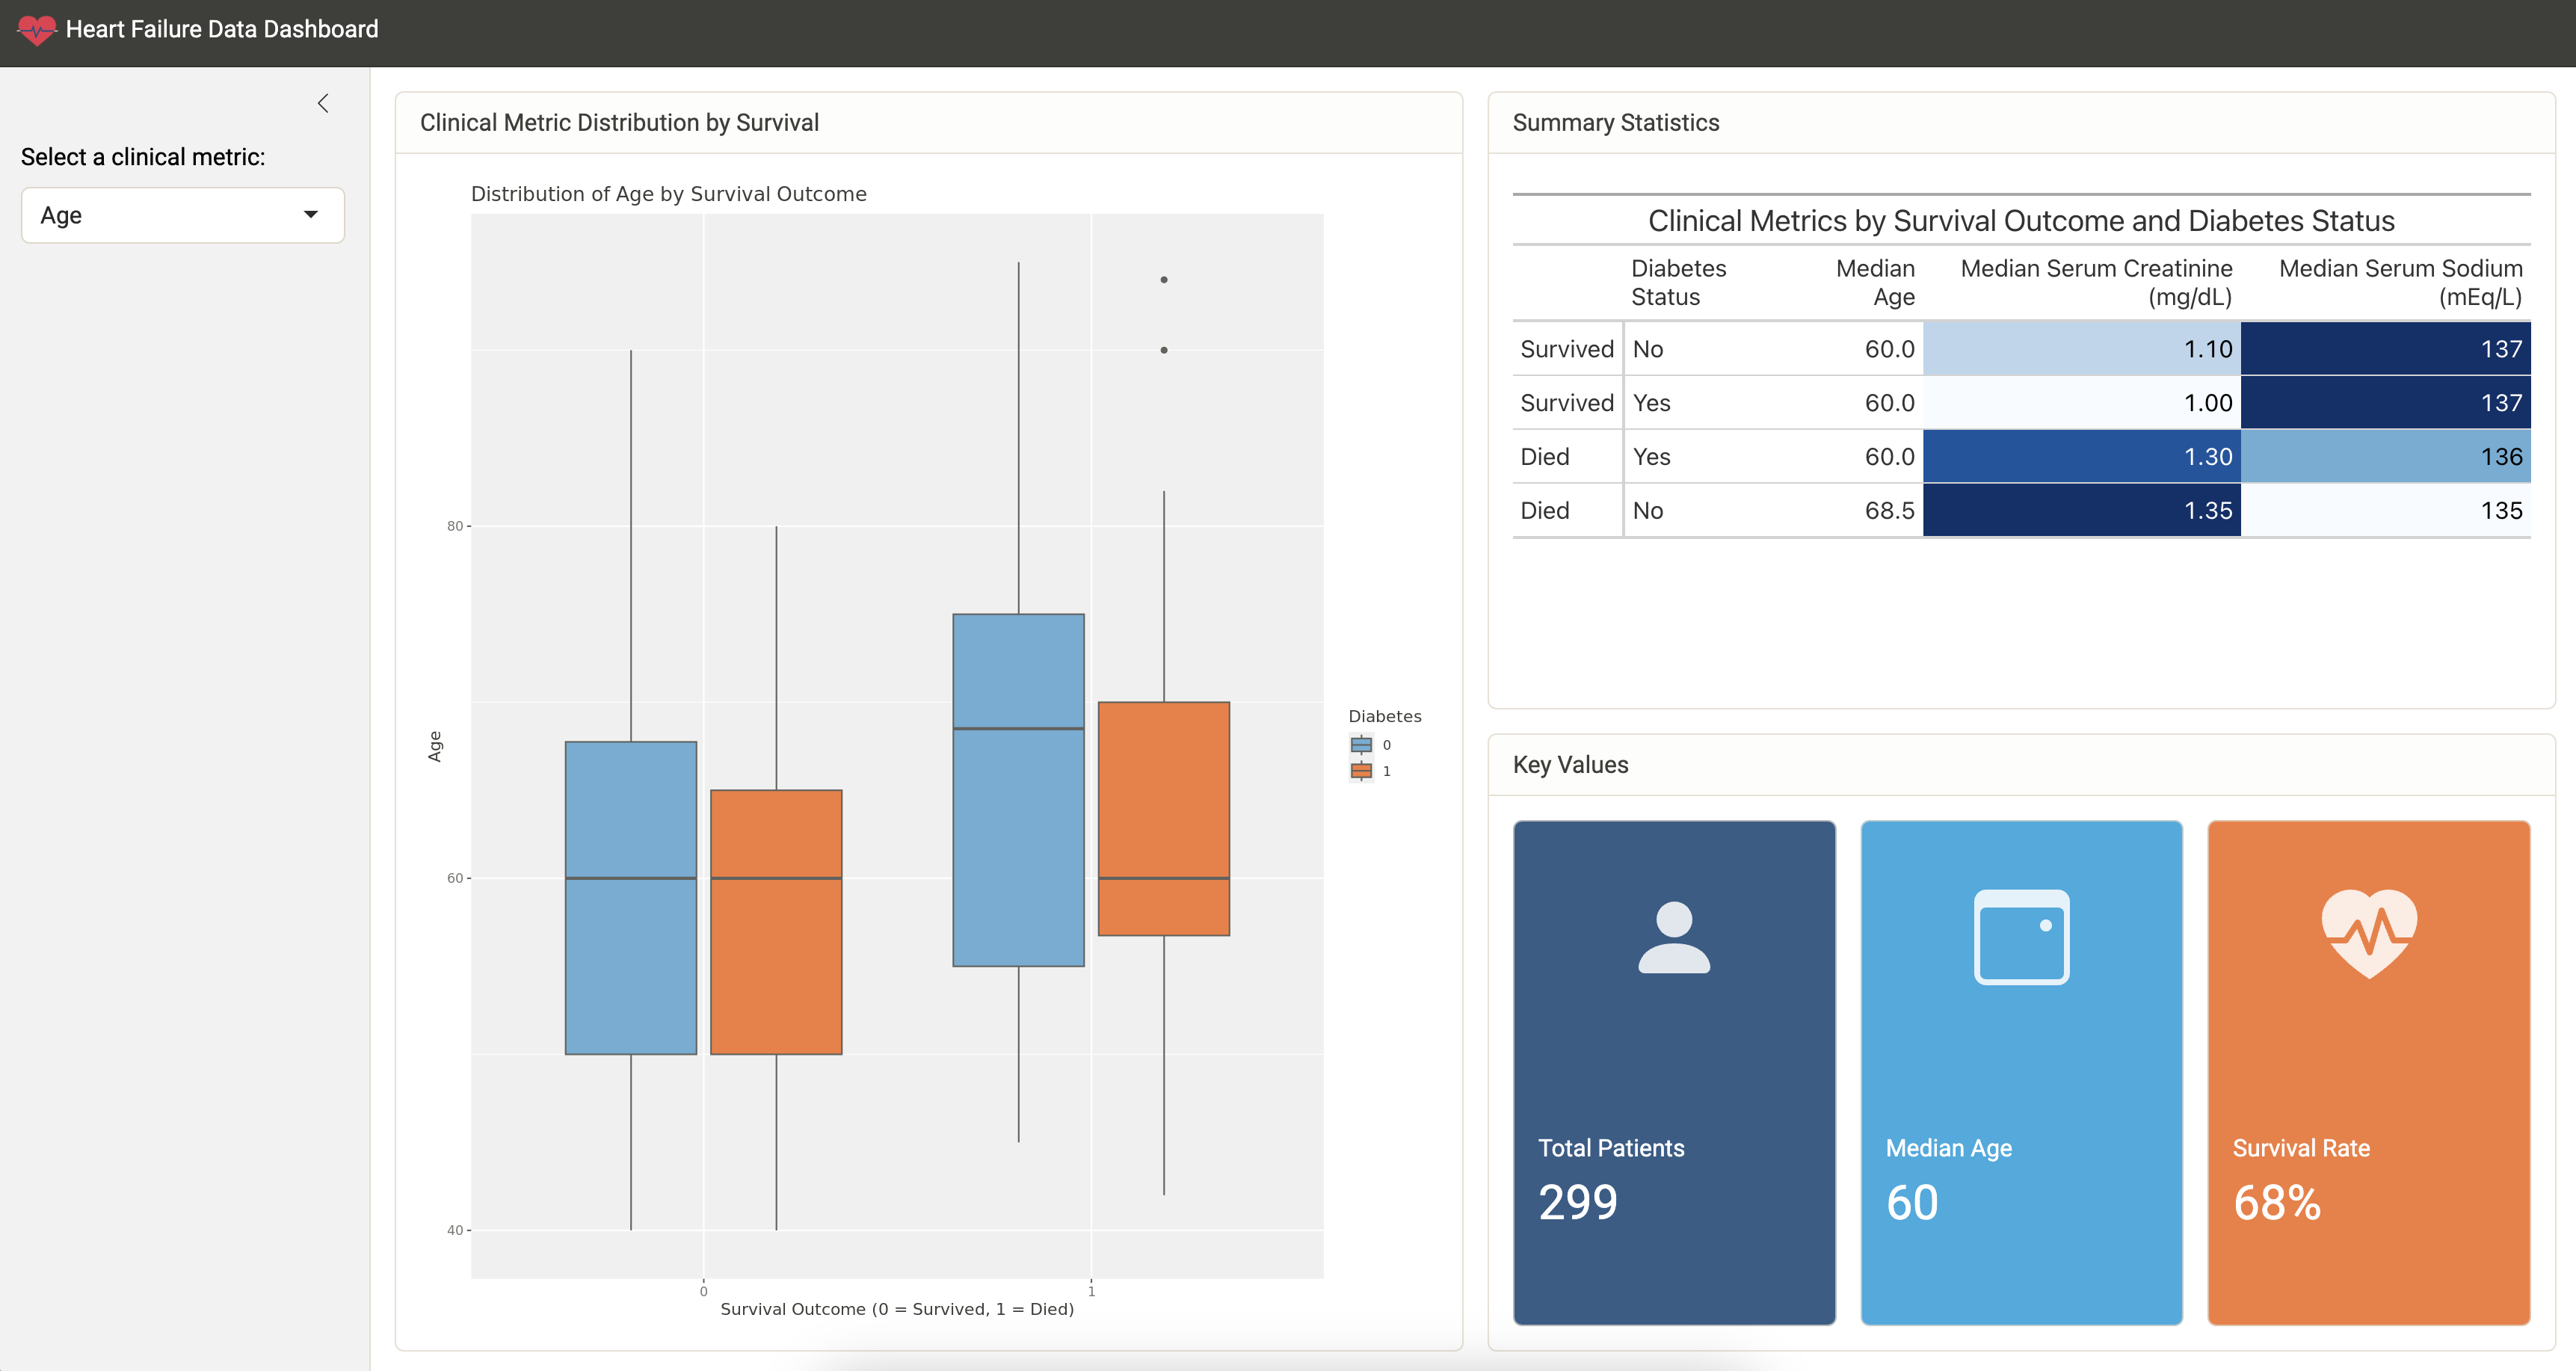 Heart Failure Data Dashboard
Select a clinical metric:
Age
Clinical Metric Distribution by Survival
Distribution of Age by Survival Outcome
80
60
40
Age
0
1
Survival Outcome (0 = Survived, 1 = Died)
Diabetes
0
1
Summary Statistics
Clinical Metrics by Survival Outcome and Diabetes Status
Diabetes Median Median Serum Creatinine Median Serum Sodium
Status Age (mg/dL) (mEq/L)
Survived No 60.0 1.10 137
Survived Yes 60.0 1.00 137
Died Yes 60.0 1.30 136
Died No 68.5 1.35 135
Key Values
Total Patients
299
Median Age
60
Survival Rate
68%